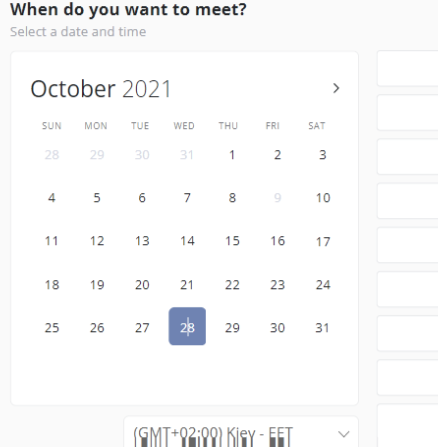 When do you want to meet?
Select a date and time
October 2021
SUN MON TUE WED THU FRI SAT
28 29 30 31 1 2 3
4 5 6 7 8 9 10
11 12 13 14 15 16 17
18 19 20 21 22 23 24
25 26 27 28 29 30 31
(GMT+02:00) Kiev - EET